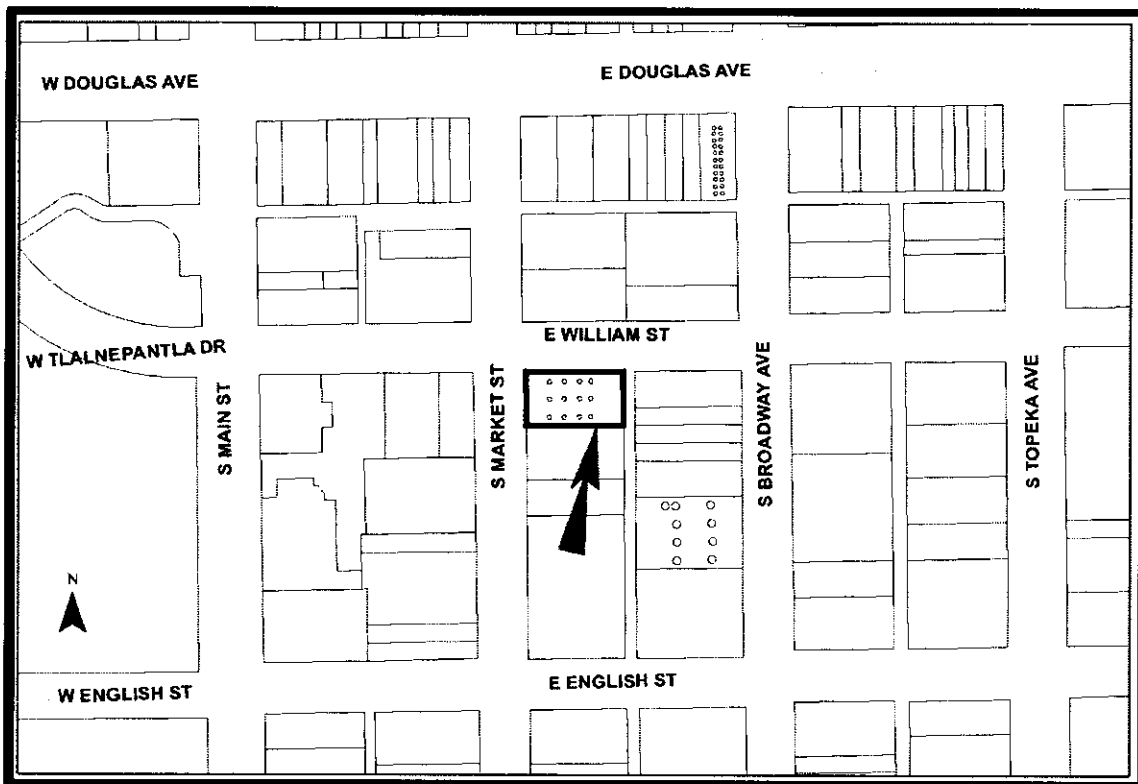 W DOUGLAS AVE
E DOUGLAS AVE
E WILLIAM ST
W TLALNEPANTLA DR
S MAIN ST
S MARKET ST
S BROADWAY AVE
S TOPEKA AVE
N
W ENGLISH ST
E ENGLISH ST